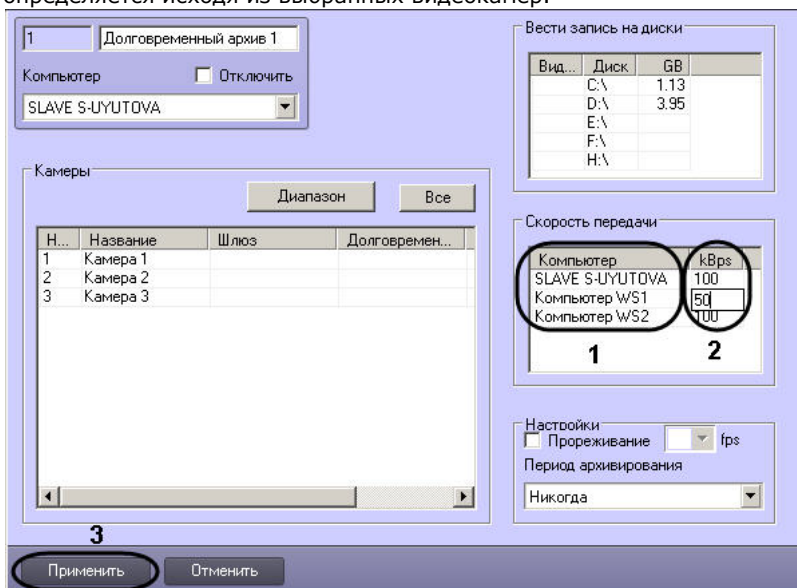 определяется исходя из выбранных видеокамер.
1 Долговременный архив 1
Компьютер Отключить
SLAVE S-UYUTOVA
Вести запись на диски
Вид... Диск GB
C:\ 1.13
D:\ 3.95
E:\
F:\
H:\
Камеры
Диапазон Все
Н... Название Шлюз Долговремен...
1 Камера 1
2 Камера 2
3 Камера 3
Скорость передачи
Компьютер kBps
SLAVE S-UYUTOVA 100
Компьютер WS1 50
Компьютер WS2 100
1 2
Настройки
Прореживание fps
Период архивирования
Никогда
3
Применить Отменить